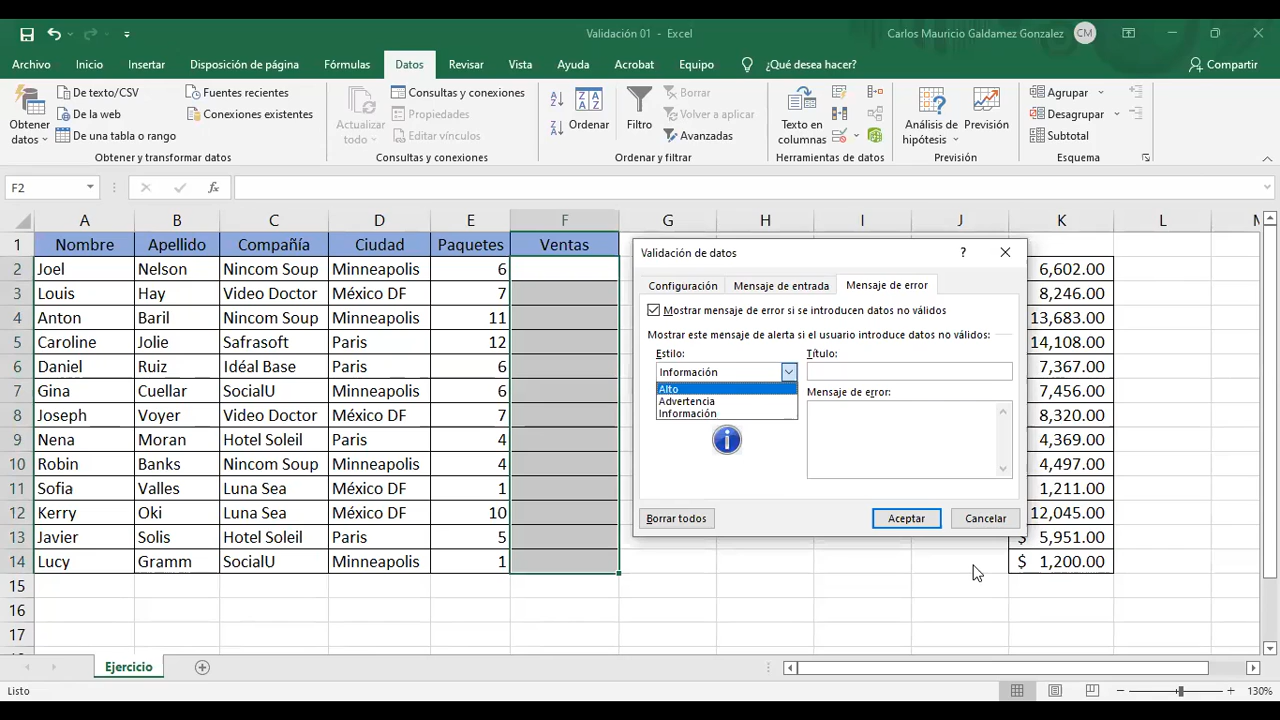 Validación 01 - Excel
Carlos Mauricio Galdamez Gonzalez CM
Archivo Inicio Insertar Disposición de página Fórmulas Datos Revisar Vista Ayuda Acrobat Equipo ¿Qué desea hacer? Compartir
De texto/CSV
De la web
De una tabla o rango
Obtener datos
Fuentes recientes
Conexiones existentes
Obtener y transformar datos
Actualizar todo
Consultas y conexiones
Propiedades
Editar vínculos
Consultas y conexiones
Ordenar
Filtro
Borrar
Volver a aplicar
Avanzadas
Ordenar y filtrar
Texto en columnas
Herramientas de datos
Análisis de hipótesis
Previsión
Previsión
Agrupar
Desagrupar
Subtotal
Esquema
F2 fx
A B C D E F G H I J K L M
1 Nombre Apellido Compañía Ciudad Paquetes Ventas
2 Joel Nelson Nincom Soup Minneapolis 6 6,602.00
3 Louis Hay Video Doctor México DF 7 8,246.00
4 Anton Baril Nincom Soup Minneapolis 11 13,683.00
5 Caroline Jolie Safrasoft Paris 12 14,108.00
6 Daniel Ruiz Idéal Base Paris 6 7,367.00
7 Gina Cuellar SocialU Minneapolis 6 7,456.00
8 Joseph Voyer Video Doctor México DF 7 8,320.00
9 Nena Moran Hotel Soleil Paris 4 4,369.00
10 Robin Banks Nincom Soup Minneapolis 4 4,497.00
11 Sofia Valles Luna Sea México DF 1 1,211.00
12 Kerry Oki Luna Sea México DF 10 12,045.00
13 Javier Solis Hotel Soleil Paris 5 $ 5,951.00
14 Lucy Gramm SocialU Minneapolis 1 $ 1,200.00
15
16
17
Validación de datos ?
Configuración Mensaje de entrada Mensaje de error
Mostrar mensaje de error si se introducen datos no válidos
Mostrar este mensaje de alerta si el usuario introduce datos no válidos:
Estilo: Título:
Información
Alto
Advertencia
Información
Mensaje de error:
Borrar todos Aceptar Cancelar
Ejercicio
Listo 130%